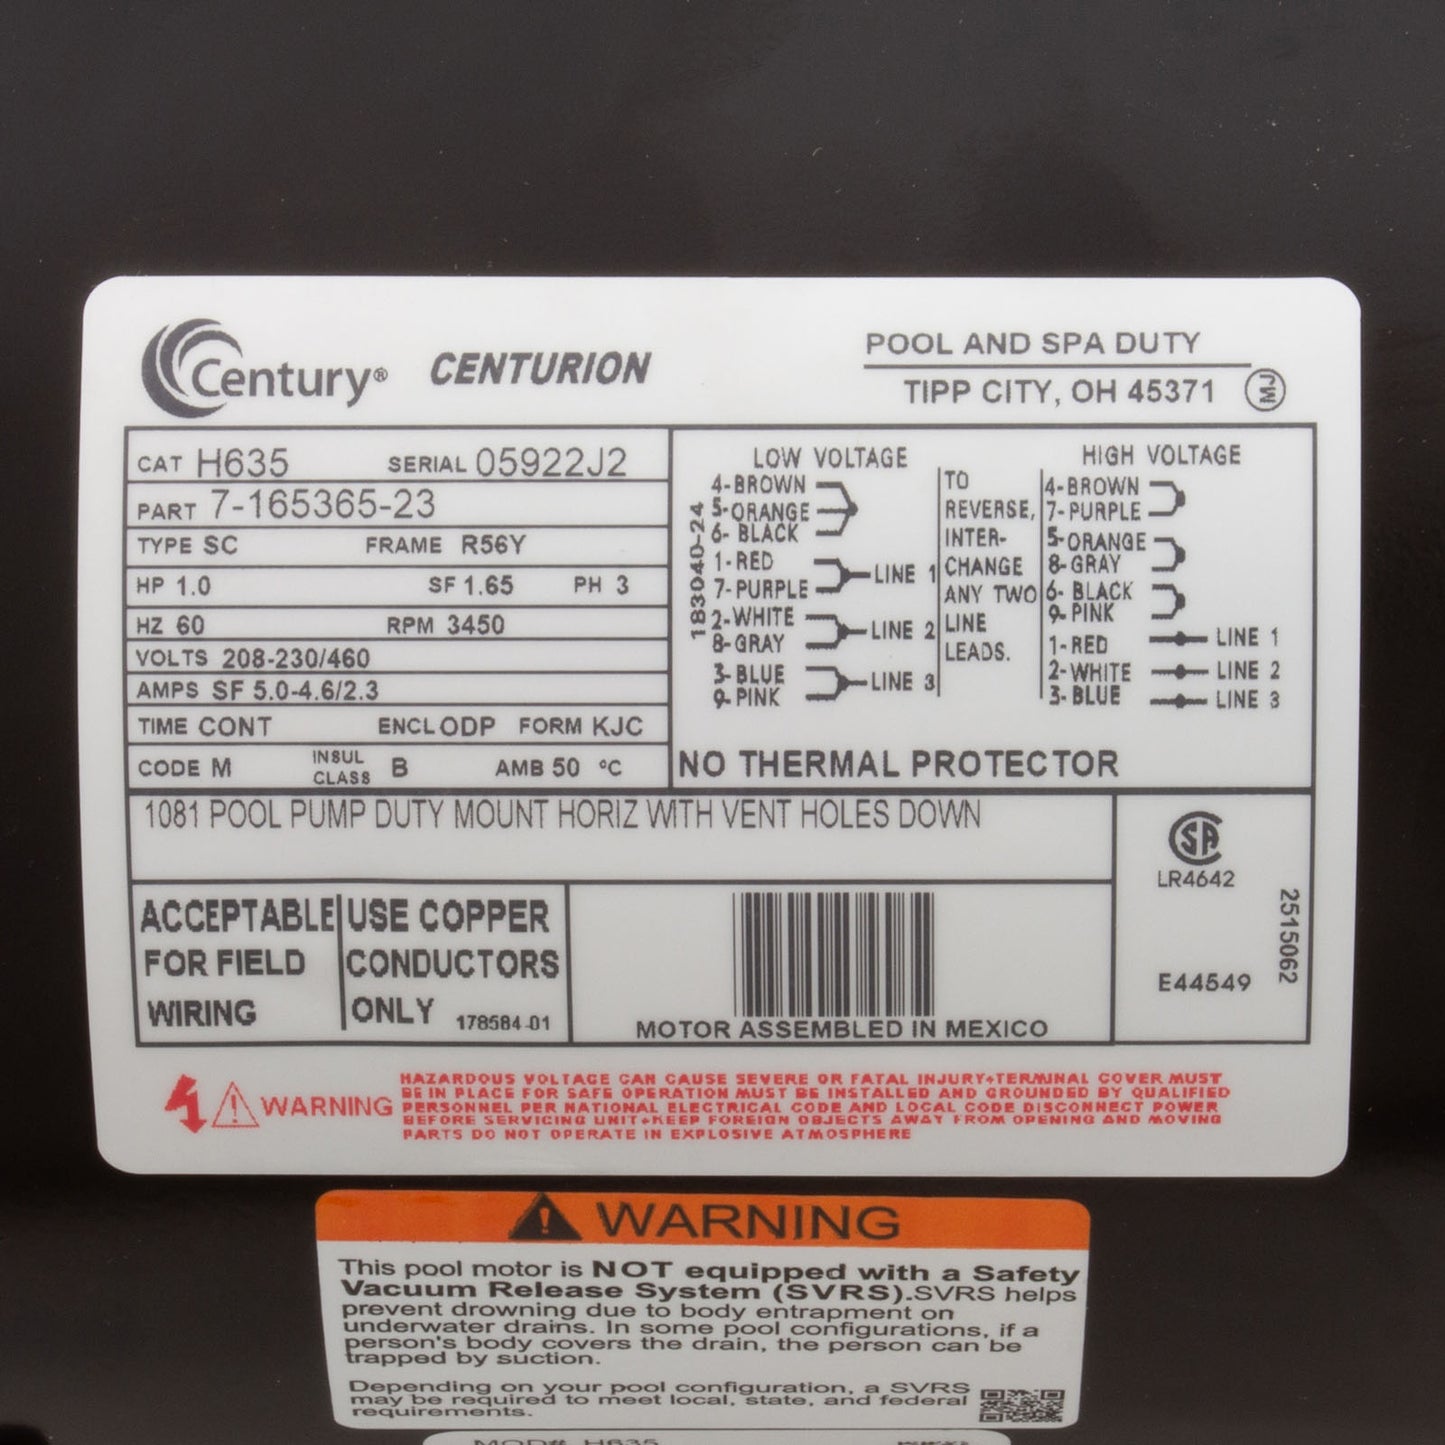 Century® CENTURION
POOL AND SPA DUTY
TIPP CITY, OH 45371 MJ
CAT H635 SERIAL 05922J2
PART 7-165365-23
TYPE SC FRAME R56Y
HP 1.0 SF 1.65 PH 3
HZ 60 RPM 3450
VOLTS 208-230/460
AMPS SF 5.0-4.6/2.3
TIME CONT ENCL ODP FORM KJC
CODE M INSUL CLASS B AMB 50 °C
183040-24
LOW VOLTAGE
4-BROWN
5-ORANGE
6- BLACK
1-RED
7-PURPLE LINE 1
2-WHITE
8-GRAY LINE 2
3-BLUE
9-PINK LINE 3
TO
REVERSE,
INTER-
CHANGE
ANY TWO
LINE
LEADS.
HIGH VOLTAGE
4-BROWN
7-PURPLE
5-ORANGE
8-GRAY
6- BLACK
9-PINK
1-RED LINE 1
2-WHITE LINE 2
3-BLUE LINE 3
NO THERMAL PROTECTOR
1081 POOL PUMP DUTY MOUNT HORIZ WITH VENT HOLES DOWN
ACCEPTABLE
FOR FIELD
WIRING
USE COPPER
CONDUCTORS
ONLY 178584-01
MOTOR ASSEMBLED IN MEXICO
SA
LR4642
E44549
2515062
WARNING
HAZARDOUS VOLTAGE CAN CAUSE SEVERE OR FATAL INJURY•TERMINAL COVER MUST
BE IN PLACE FOR SAFE OPERATION MUST BE INSTALLED AND GROUNDED BY QUALIFIED
PERSONNEL PER NATIONAL ELECTRICAL CODE AND LOCAL CODE DISCONNECT POWER
BEFORE SERVICING UNIT•KEEP FOREIGN OBJECTS AWAY FROM OPENING AND MOVING
PARTS DO NOT OPERATE IN EXPLOSIVE ATMOSPHERE
WARNING
This pool motor is NOT equipped with a Safety
Vacuum Release System (SVRS).SVRS helps
prevent drowning due to body entrapment on
underwater drains. In some pool configurations, if a
person's body covers the drain, the person can be
trapped by suction.
Depending on your pool configuration, a SVRS
may be required to meet local, state, and federal
requirements.
MOD# H635